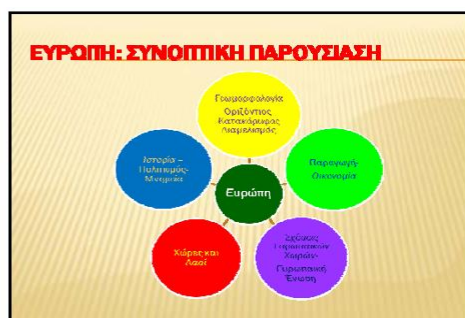 ΕΥΡΩΠΗ: ΣΥΝΟΠΤΙΚΗ ΠΑΡΟΥΣΙΑΣΗ
Γεωμορφολογία
Οριζόντιος
Κατακόρυφος
Διαμελισμός
Παραγωγή-
Οικονομία
Σχέσεις
Ευρωπαϊκών
Χωρών-
Ευρωπαϊκή
Ένωση
Χώρες και
Λαοί
Ιστορία –
Πολιτισμός-
Μνημεία
Ευρώπη